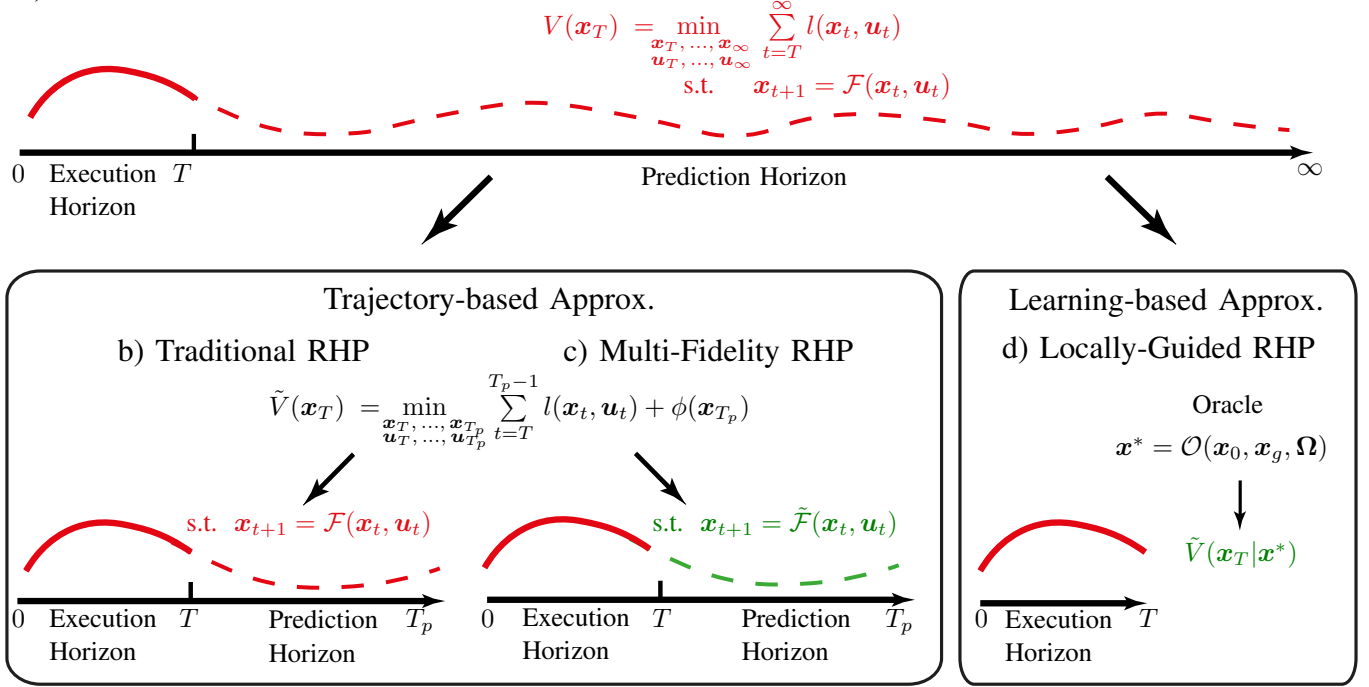 V(x_T) = min_{x_T, ..., x_∞ u_T, ..., u_∞} ∑_{t=T}^{∞} l(x_t, u_t)
s.t. x_{t+1} = F(x_t, u_t)
0 Execution Horizon T Prediction Horizon ∞
Trajectory-based Approx.
b) Traditional RHP c) Multi-Fidelity RHP
Ṽ(x_T) = min_{x_T, ..., x_{T_p} u_T, ..., u_{T_p}} ∑_{t=T}^{T_p-1} l(x_t, u_t) + ϕ(x_{T_p})
s.t. x_{t+1} = F(x_t, u_t)
0 Execution Horizon T Prediction Horizon T_p
s.t. x_{t+1} = F̃(x_t, u_t)
0 Execution Horizon T Prediction Horizon T_p
Learning-based Approx.
d) Locally-Guided RHP
Oracle
x* = O(x_0, x_g, Ω)
Ṽ(x_T|x*)
0 Execution Horizon T